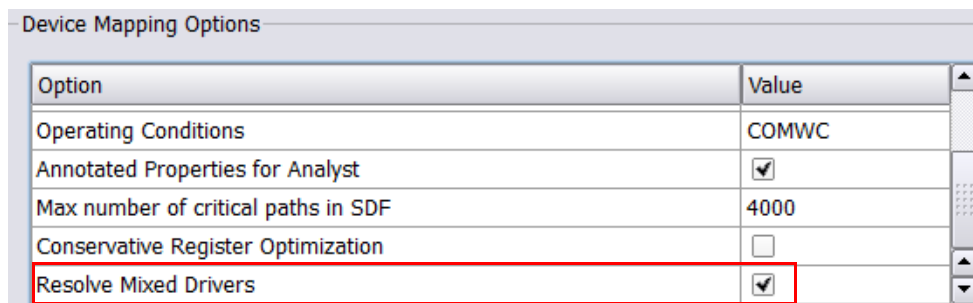 Device Mapping Options
Option Value
Operating Conditions COMWC
Annotated Properties for Analyst
Max number of critical paths in SDF 4000
Conservative Register Optimization
Resolve Mixed Drivers